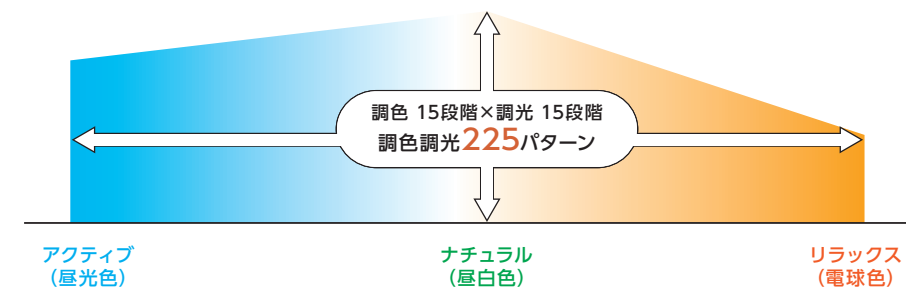 調色 15段階×調光 15段階
調色調光225パターン
アクティブ
（昼光色）
ナチュラル
（昼白色）
リラックス
（電球色）